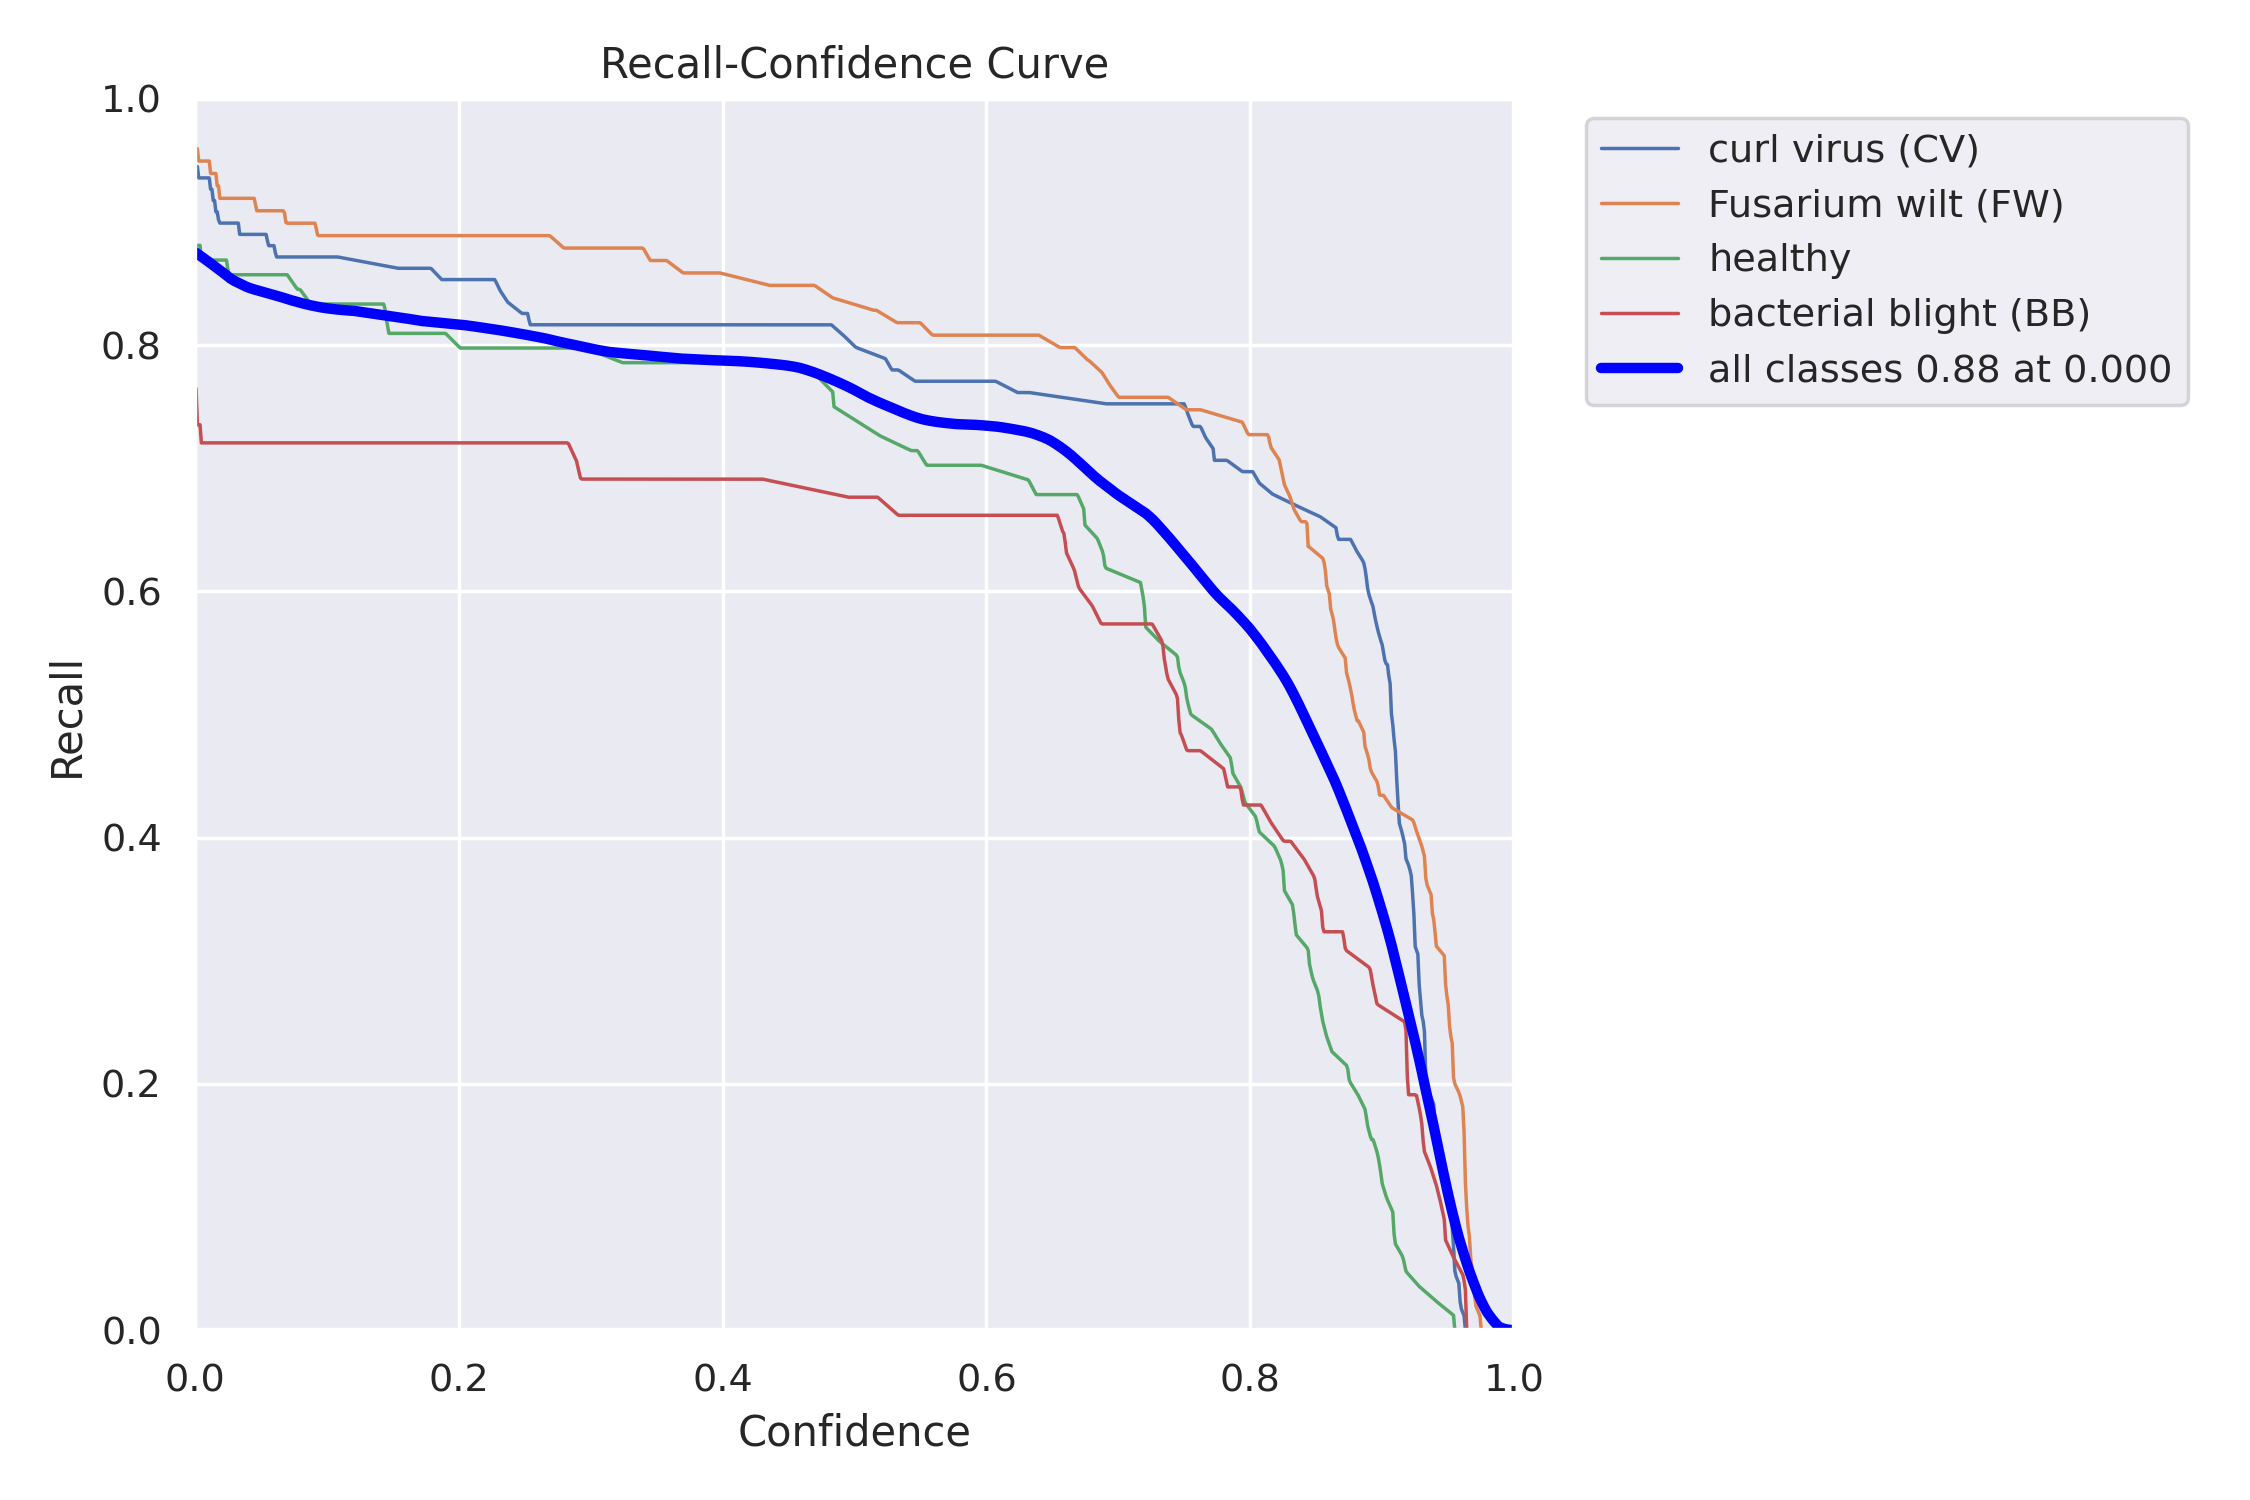 Recall-Confidence Curve
1.0
0.8
0.6
0.4
0.2
0.0
Recall
0.0 0.2 0.4 0.6 0.8 1.0
Confidence
curl virus (CV)
Fusarium wilt (FW)
healthy
bacterial blight (BB)
all classes 0.88 at 0.000